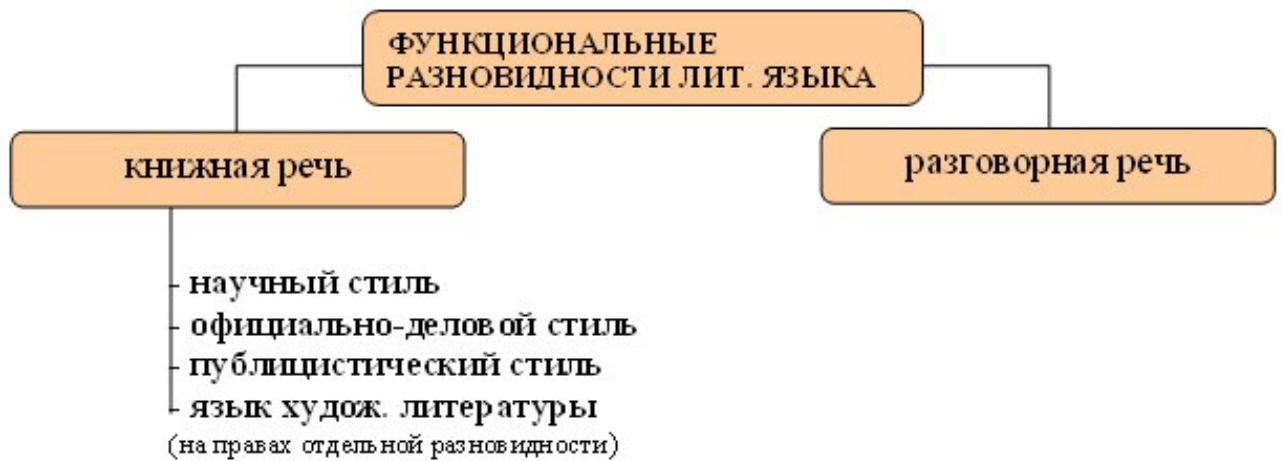 ФУНКЦИОНАЛЬНЫЕ
РАЗНОВИДНОСТИ ЛИТ. ЯЗЫКА
книжная речь
разговорная речь
- научный стиль
- официально-деловой стиль
- публицистический стиль
- язык худож. литературы
(на правах отдельной разновидности)